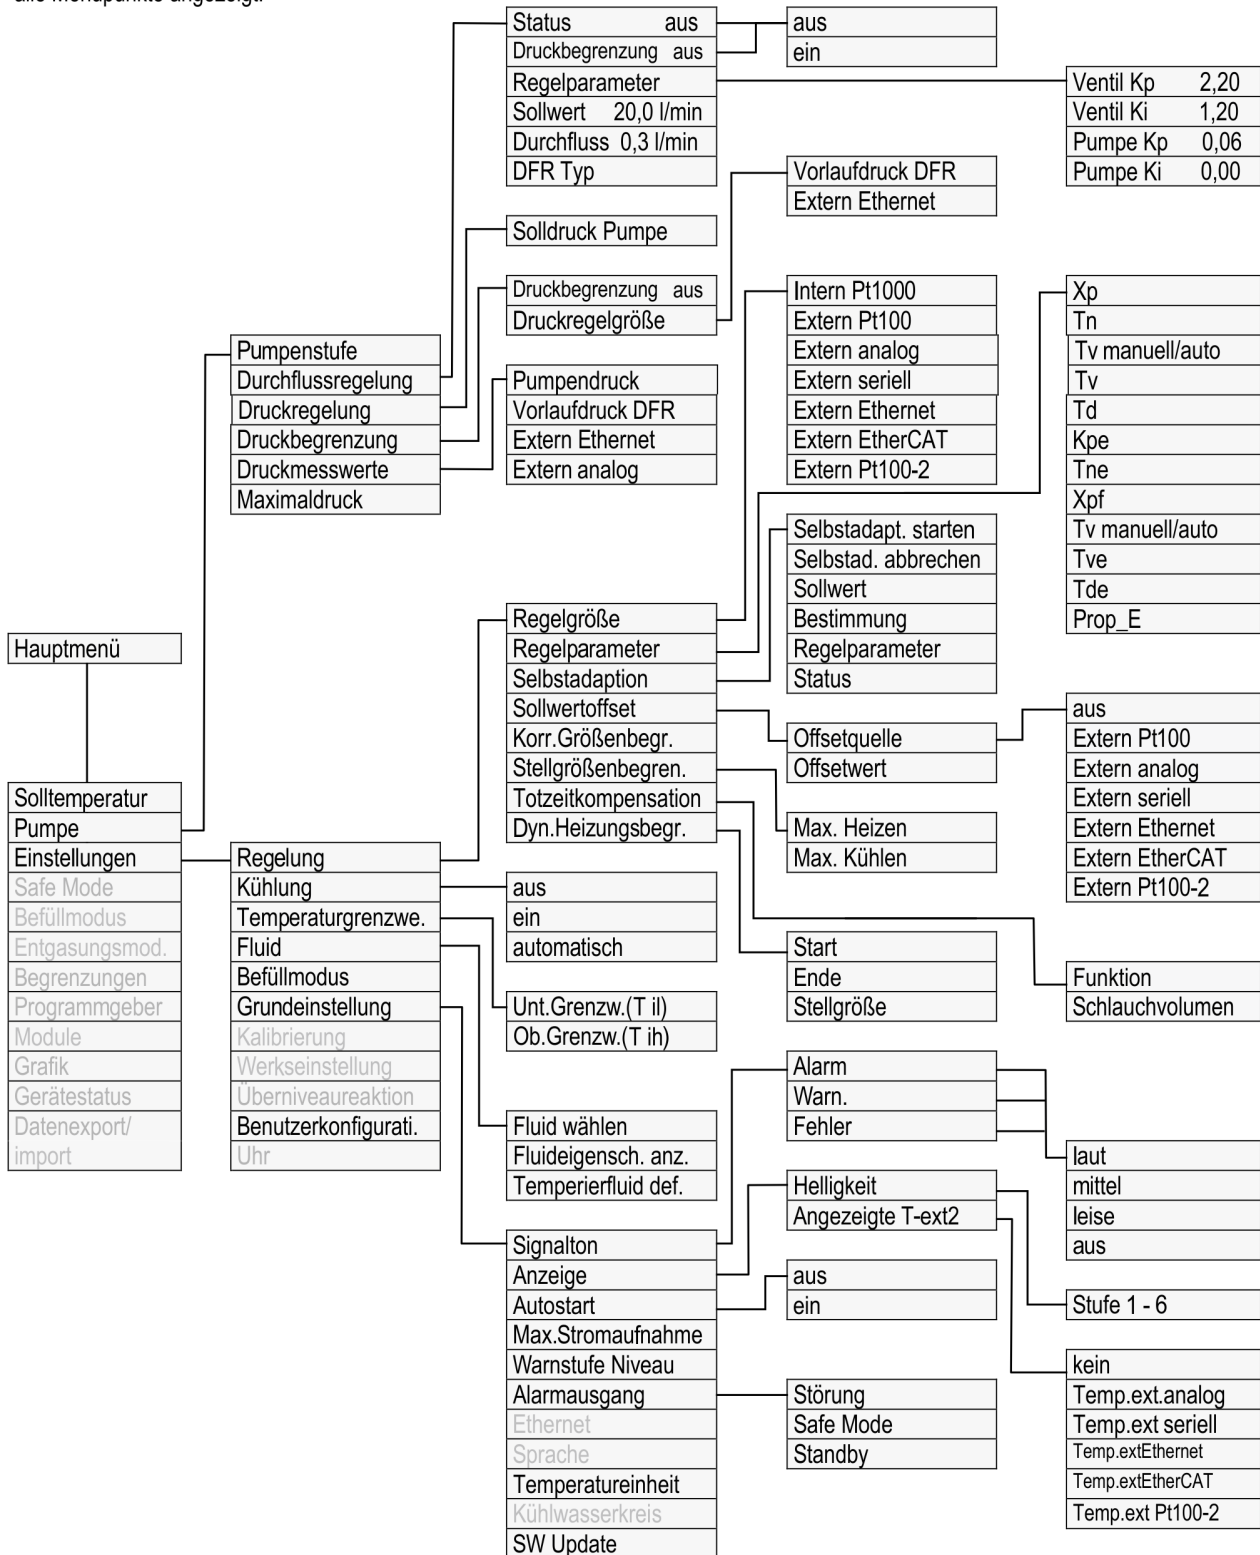 alle Menüpunkte angezeigt.
Status aus
Druckbegrenzung aus
Regelparameter
Sollwert 20,0 l/min
Durchfluss 0,3 l/min
DFR Typ
aus
ein
Ventil Kp 2,20
Ventil Ki 1,20
Pumpe Kp 0,06
Pumpe Ki 0,00
Vorlaufdruck DFR
Extern Ethernet
Solldruck Pumpe
Druckbegrenzung aus
Druckregelgröße
Pumpenstufe
Durchflussregelung
Druckregelung
Druckbegrenzung
Druckmesswerte
Maximaldruck
Pumpendruck
Vorlaufdruck DFR
Extern Ethernet
Extern analog
Intern Pt1000
Extern Pt100
Extern analog
Extern seriell
Extern Ethernet
Extern EtherCAT
Extern Pt100-2
Xp
Tn
Tv manuell/auto
Tv
Td
Kpe
Tne
Xpf
Tv manuell/auto
Tve
Tde
Prop_E
Selbstadapt. starten
Selbstad. abbrechen
Sollwert
Bestimmung
Regelparameter
Status
Hauptmenü
Regelgröße
Regelparameter
Selbstadaption
Sollwertoffset
Korr.Größenbegr.
Stellgrößenbegren.
Totzeitkompensation
Dyn.Heizungsbegr.
Offsetquelle
Offsetwert
aus
Extern Pt100
Extern analog
Extern seriell
Extern Ethernet
Extern EtherCAT
Extern Pt100-2
Max. Heizen
Max. Kühlen
Solltemperatur
Pumpe
Einstellungen
Safe Mode
Befüllmodus
Entgasungsmod.
Begrenzungen
Programmgeber
Module
Grafik
Gerätestatus
Datenexport/
import
Regelung
Kühlung
Temperaturgrenzwe.
Fluid
Befüllmodus
Grundeinstellung
Kalibrierung
Werkseinstellung
Überniveaureaktion
Benutzerkonfigurati.
Uhr
aus
ein
automatisch
Start
Ende
Stellgröße
Funktion
Schlauchvolumen
Unt.Grenzw.(T il)
Ob.Grenzw.(T ih)
Alarm
Warn.
Fehler
Fluid wählen
Fluideigensch. anz.
Temperierfluid def.
laut
mittel
leise
aus
Helligkeit
Angezeigte T-ext2
Signalton
Anzeige
Autostart
Max.Stromaufnahme
Warnstufe Niveau
Alarmausgang
Ethernet
Sprache
Temperatureinheit
Kühlwasserkreis
SW Update
aus
ein
Stufe 1 - 6
Störung
Safe Mode
Standby
kein
Temp.ext.analog
Temp.ext seriell
Temp.extEthernet
Temp.extEtherCAT
Temp.ext Pt100-2